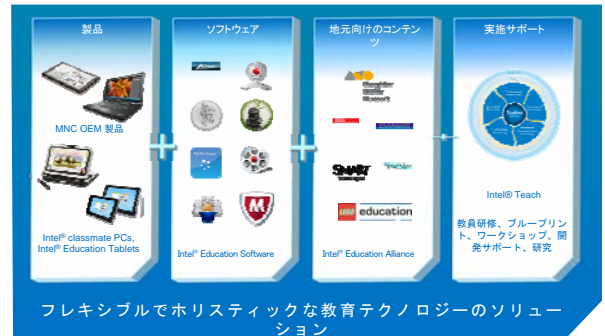 製品
MNC OEM 製品
Intel® classmate PCs,
Intel® Education Tablets
ソフトウェア
Intel® Education Software
地元向けのコンテン
ツ
SMART
education
Intel® Education Alliance
実施サポート
Intel® Teach
教員研修、ブループリン
ト、ワークショップ、開
発サポート、研究
フレキシブルでホリスティックな教育テクノロジーのソリュー
ション